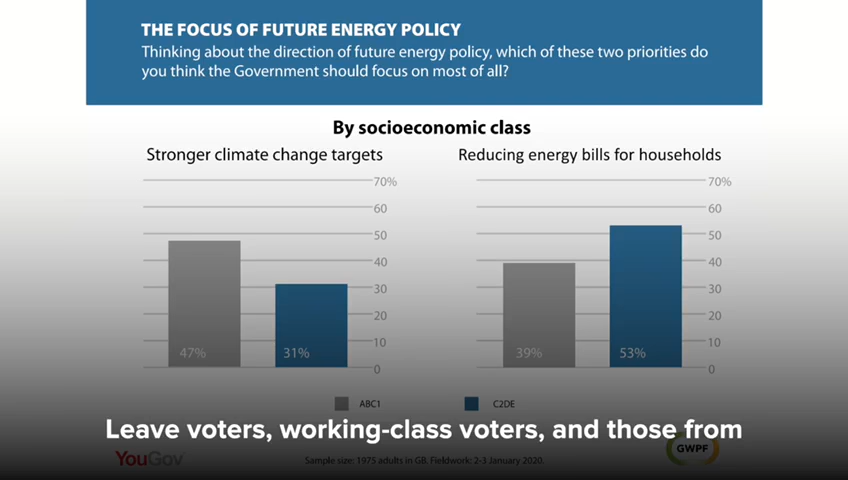 THE FOCUS OF FUTURE ENERGY POLICY
Thinking about the direction of future energy policy, which of these two priorities do
you think the Government should focus on most of all?
By socioeconomic class
Stronger climate change targets
70%
60
50
40
30
20
10
0
47%
31%
Reducing energy bills for households
70%
60
50
40
30
20
10
0
39%
53%
ABC1
C2DE
Leave voters, working-class voters, and those from
YouGov
Sample size: 1975 adults in GB. Fieldwork: 2-3 January 2020.
GWPF